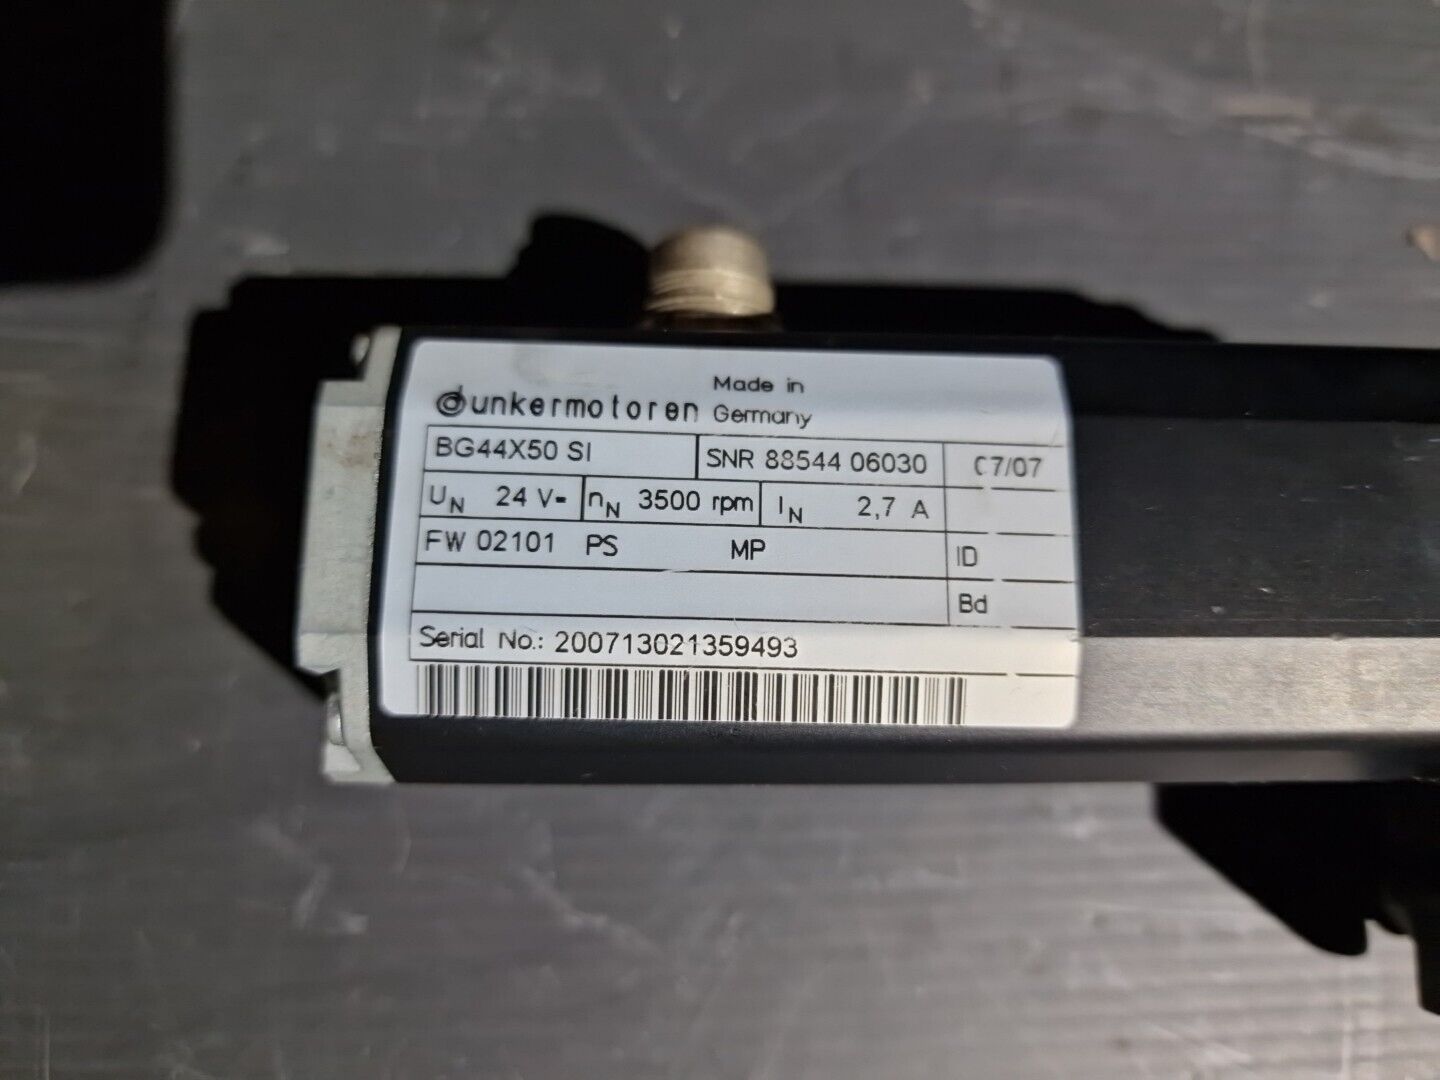 Made in
dunkermotoren Germany
BG44X50 SI SNR 88544 06030 07/07
UN 24 V= nN 3500 rpm IN 2,7 A
FW 02101 PS MP ID
Bd
Serial No.: 200713021359493